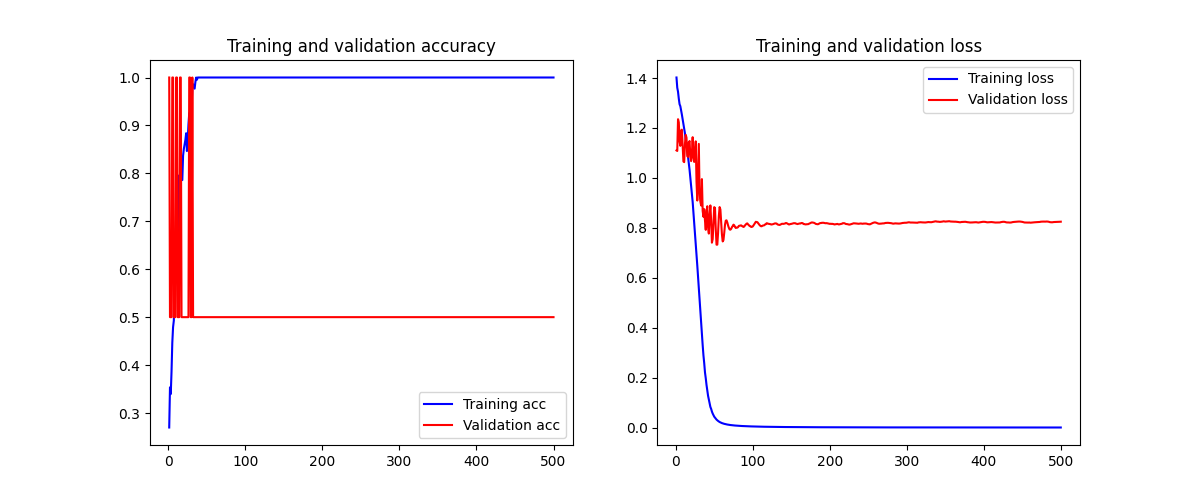 Training and validation accuracy
1.0
0.9
0.8
0.7
0.6
0.5
0.4
0.3
0 100 200 300 400 500
Training acc
Validation acc
Training and validation loss
1.4
1.2
1.0
0.8
0.6
0.4
0.2
0.0
0 100 200 300 400 500
Training loss
Validation loss